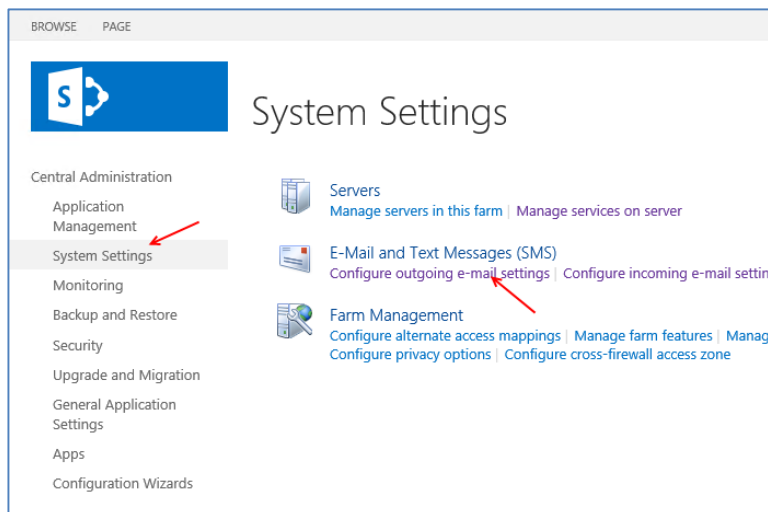 BROWSE PAGE
S
System Settings
Central Administration
Application
Management
System Settings
Monitoring
Backup and Restore
Security
Upgrade and Migration
General Application
Settings
Apps
Configuration Wizards
Servers
Manage servers in this farm | Manage services on server
E-Mail and Text Messages (SMS)
Configure outgoing e-mail settings | Configure incoming e-mail settin
Farm Management
Configure alternate access mappings | Manage farm features | Manag
Configure privacy options | Configure cross-firewall access zone